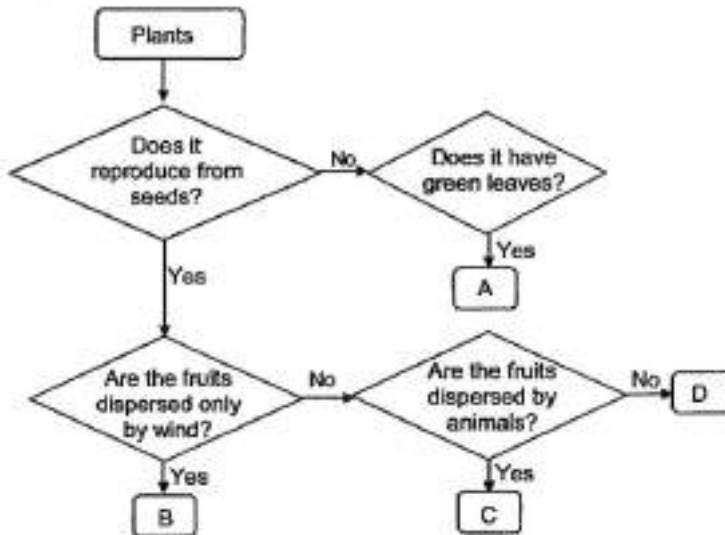 Plants
Does it
reproduce from
seeds?
No
Does it have
green leaves?
Yes
A
Yes
Are the fruits
dispersed only
by wind?
No
Are the fruits
dispersed by
animals?
No
D
Yes
B
Yes
C